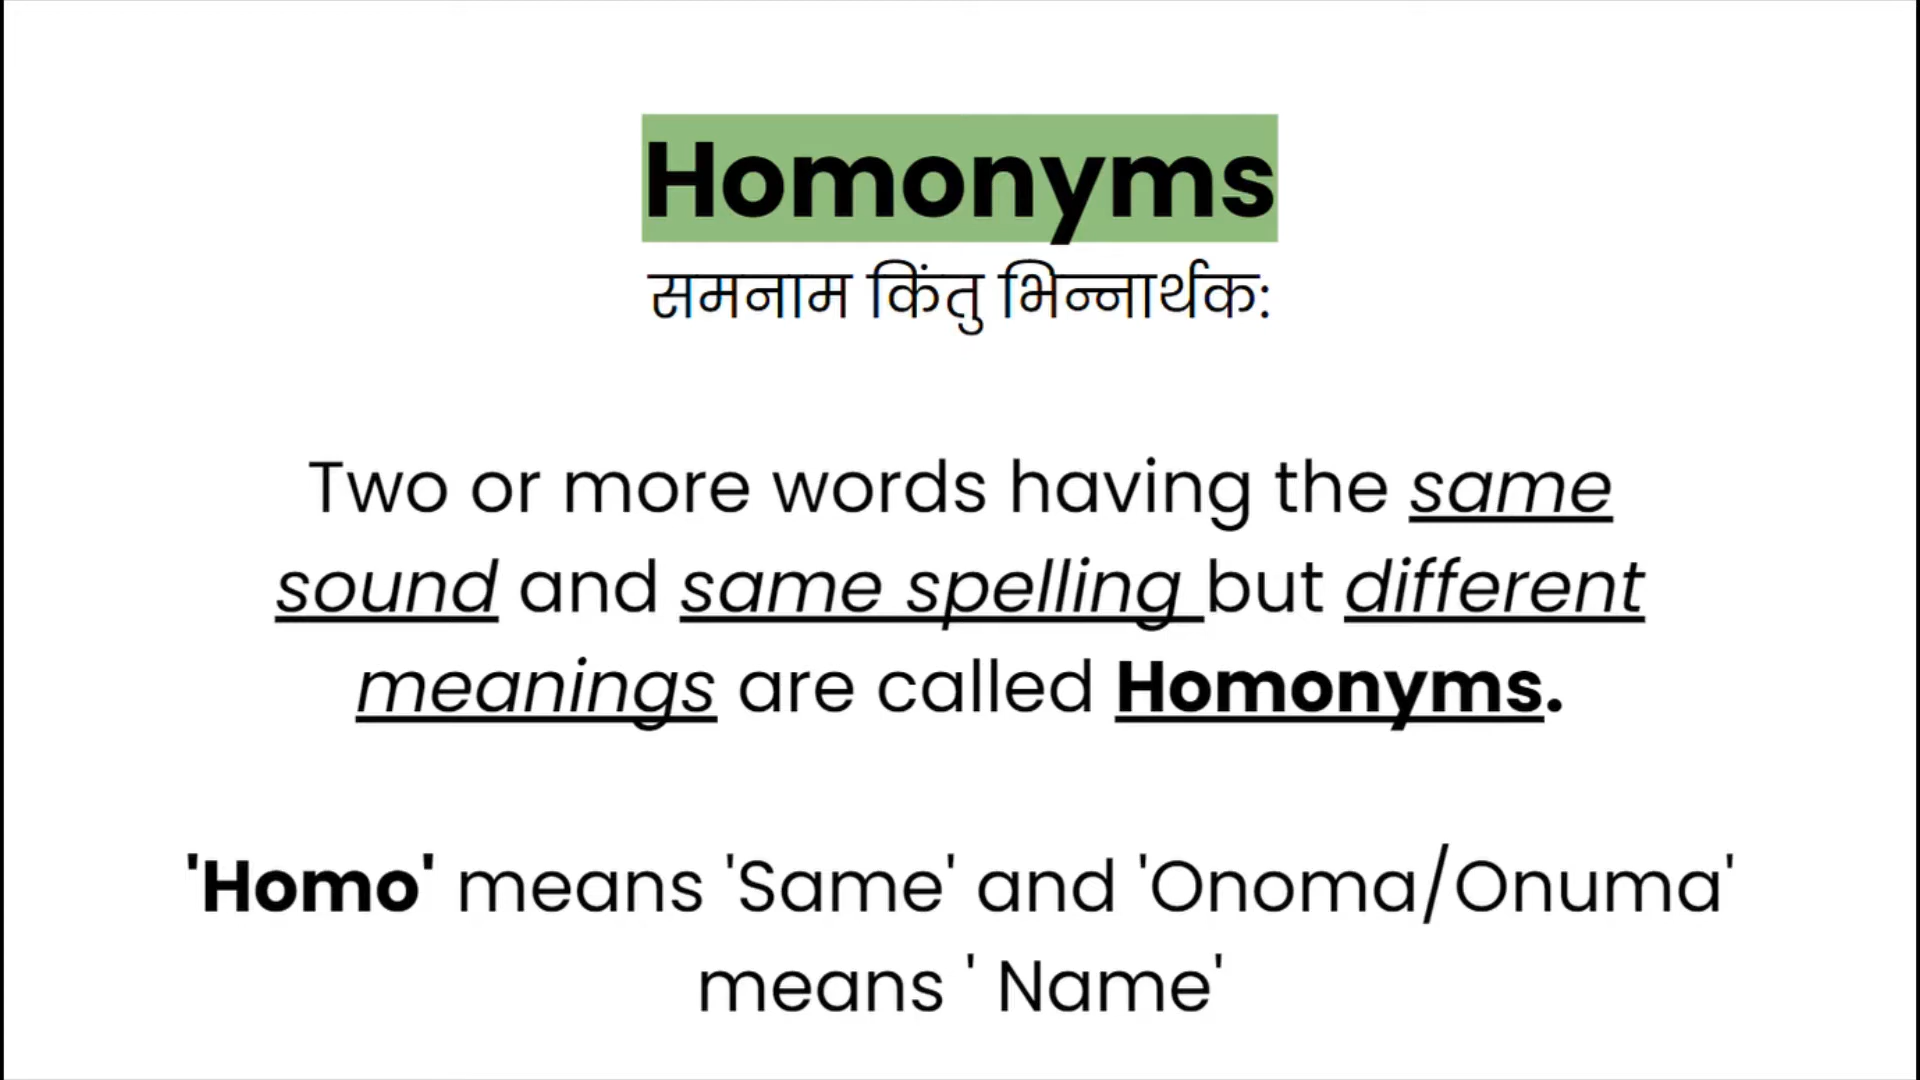 Homonyms
समनाम किंतु भिन्नार्थक:
Two or more words having the same
sound and same spelling but different
meanings are called Homonyms.
'Homo' means 'Same' and 'Onoma/Onuma'
means ' Name'